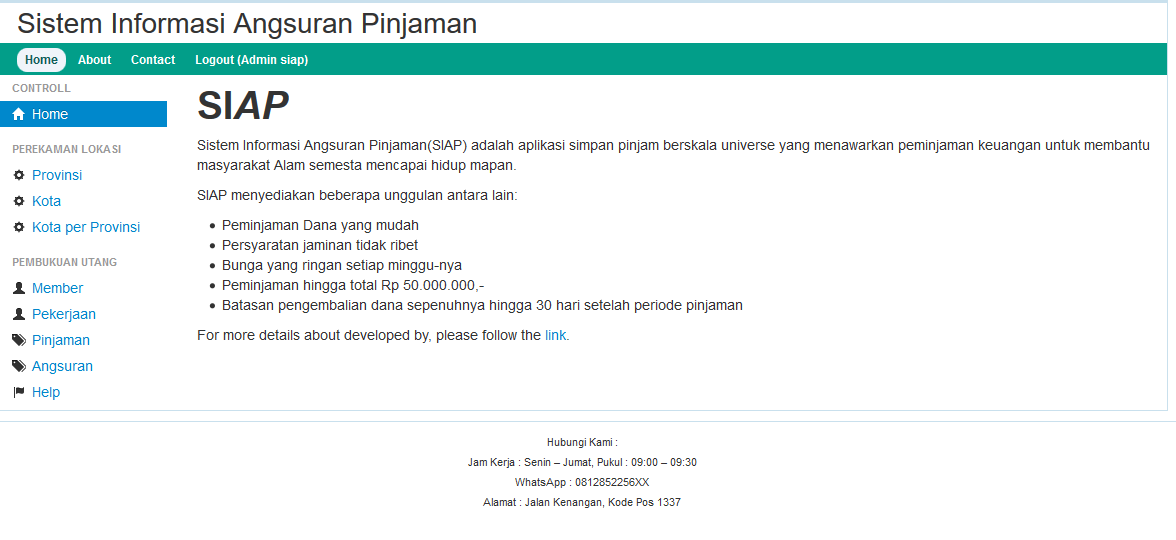 Sistem Informasi Angsuran Pinjaman
Home About Contact Logout (Admin siap)
CONTROLL
Home
PEREKAMAN LOKASI
Provinsi
Kota
Kota per Provinsi
PEMBUKUAN UTANG
Member
Pekerjaan
Pinjaman
Angsuran
Help
SIAP
Sistem Informasi Angsuran Pinjaman(SIAP) adalah aplikasi simpan pinjam berskala universe yang menawarkan peminjaman keuangan untuk membantu
masyarakat Alam semesta mencapai hidup mapan.
SIAP menyediakan beberapa unggulan antara lain:
• Peminjaman Dana yang mudah
• Persyaratan jaminan tidak ribet
• Bunga yang ringan setiap minggu-nya
• Peminjaman hingga total Rp 50.000.000,-
• Batasan pengembalian dana sepenuhnya hingga 30 hari setelah periode pinjaman
For more details about developed by, please follow the link.
Hubungi Kami :
Jam Kerja : Senin – Jumat, Pukul : 09:00 – 09:30
WhatsApp : 0812852256XX
Alamat : Jalan Kenangan, Kode Pos 1337